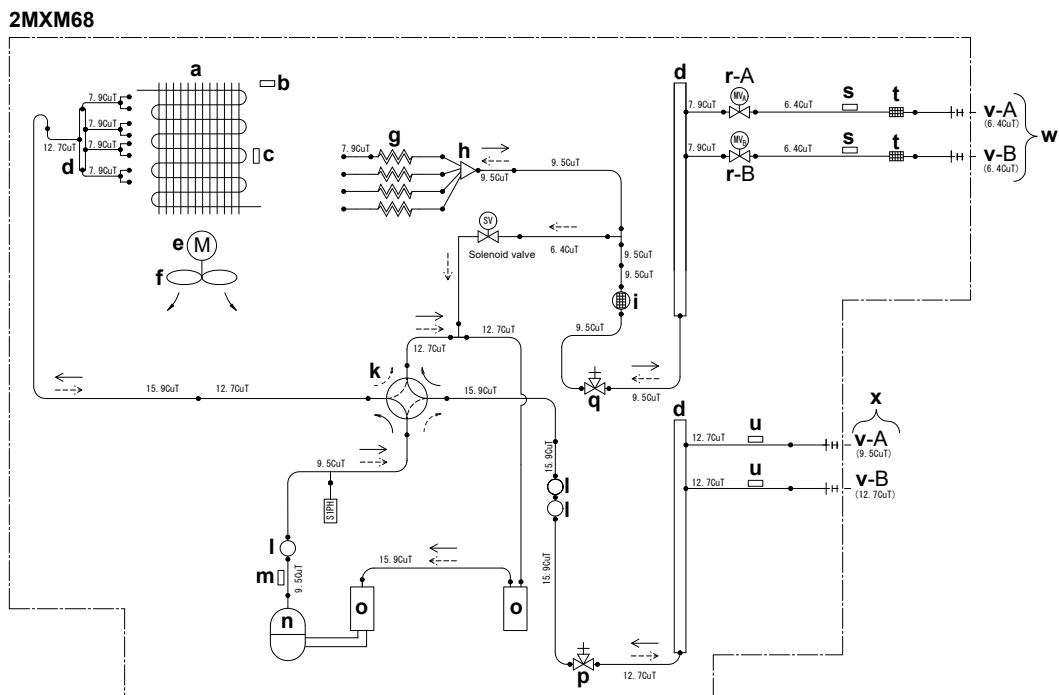 2MXM68
a
b
c
7.9CuT
7.9CuT
7.9CuT
7.9CuT
12.7CuT
d
e M
f
7.9CuT
g
h
9.5CuT
9.5CuT
SV
Solenoid valve
6.4CuT
9.5CuT
9.5CuT
i
9.5CuT
q
9.5CuT
d
r-A
MVA
7.9CuT
6.4CuT
s
t
v-A
(6.4CuT)
MVB
7.9CuT
6.4CuT
s
t
r-B
v-B
(6.4CuT)
w
k
12.7CuT
12.7CuT
15.9CuT
12.7CuT
15.9CuT
9.5CuT
S1PH
l
m
9.5CuT
n
o
15.9CuT
o
15.9CuT
l
l
15.9CuT
p
12.7CuT
d
12.7CuT
u
x
v-A
(9.5CuT)
12.7CuT
u
v-B
(12.7CuT)